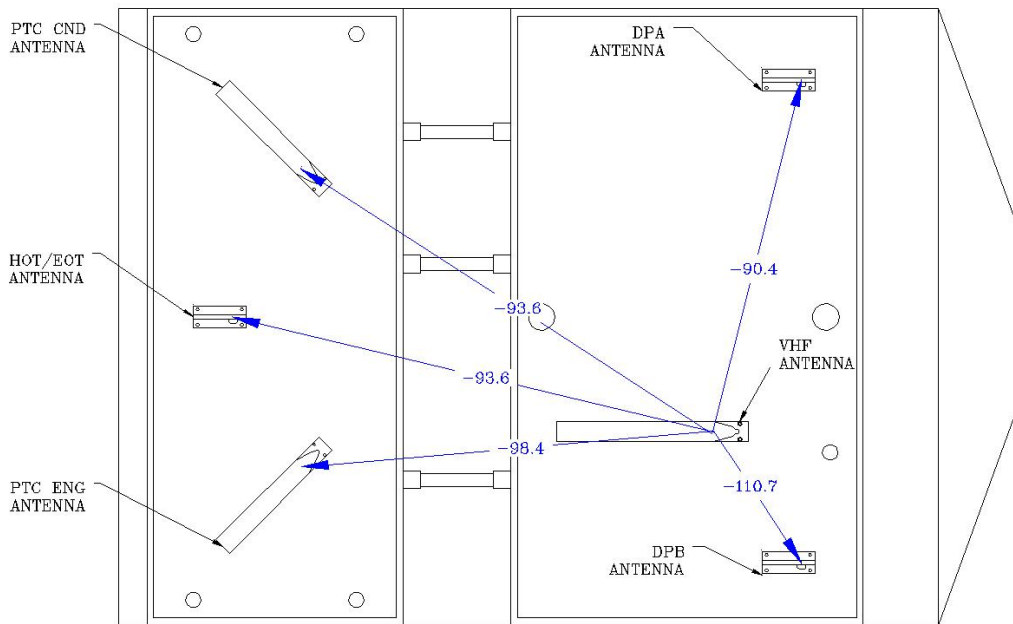 PTC CND
ANTENNA
DPA
ANTENNA
HOT/EOT
ANTENNA
-90.4
-93.6
VHF
ANTENNA
-93.6
-98.4
PTC ENG
ANTENNA
-110.7
DPB
ANTENNA